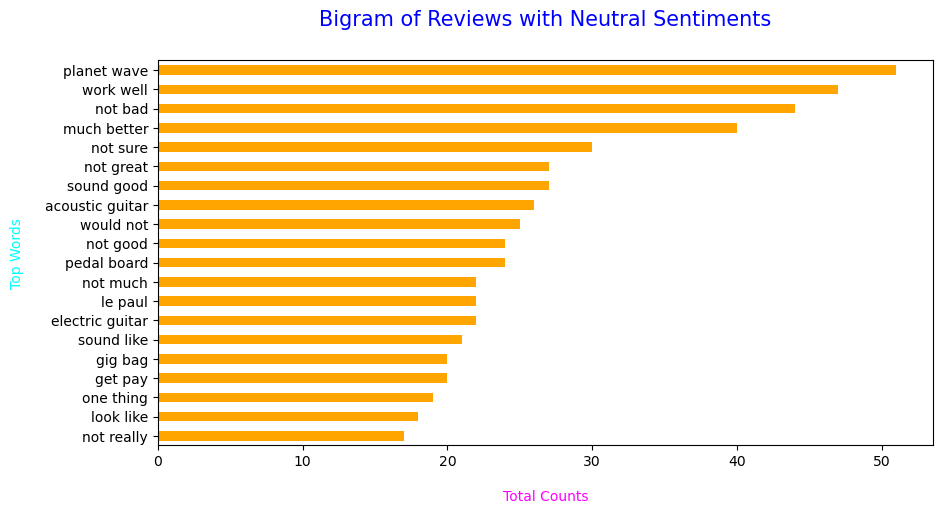 Bigram of Reviews with Neutral Sentiments
Top Words
planet wave
work well
not bad
much better
not sure
not great
sound good
acoustic guitar
would not
not good
pedal board
not much
le paul
electric guitar
sound like
gig bag
get pay
one thing
look like
not really
0 10 20 30 40 50
Total Counts